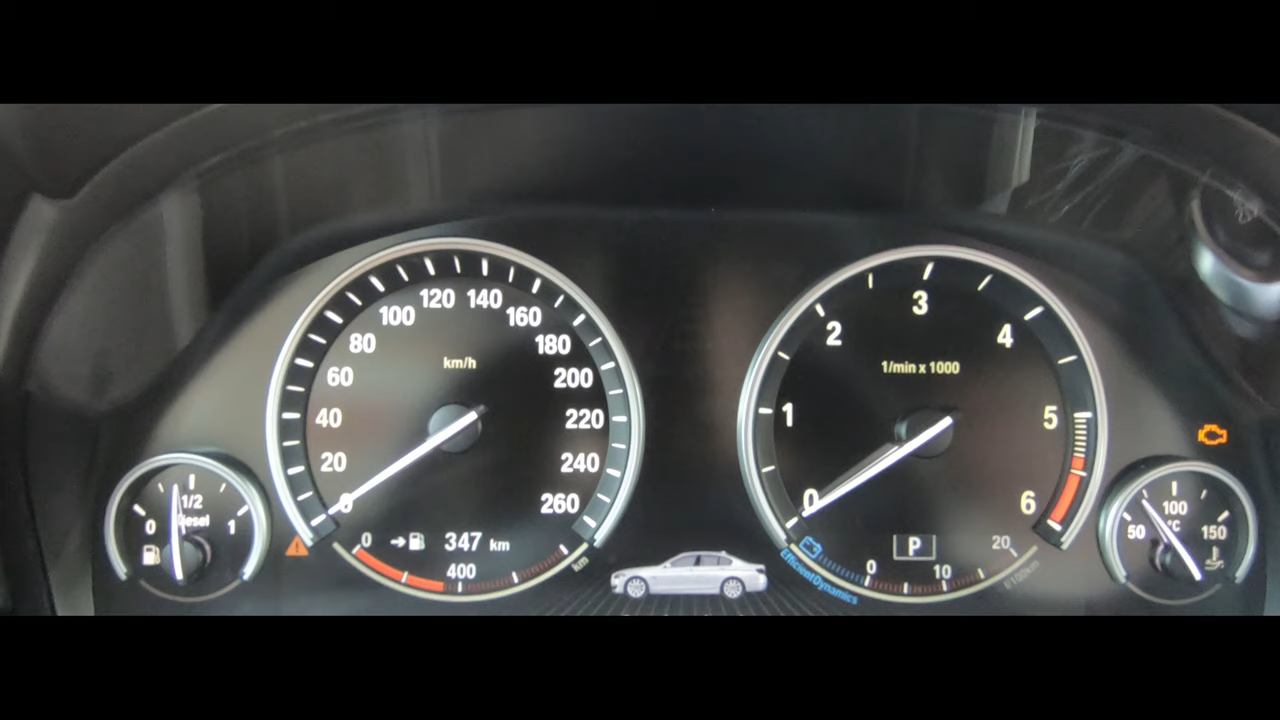 120 140
100 160
80 180
60 200
40 220
20 240
0 260
km/h
0 347 km
400
km
0 1/2 1
Diesel
3
2 4
1/min x 1000
1 5
0 6
P
20
0 10
l/100km
EfficientDynamics
50 100 150
°C